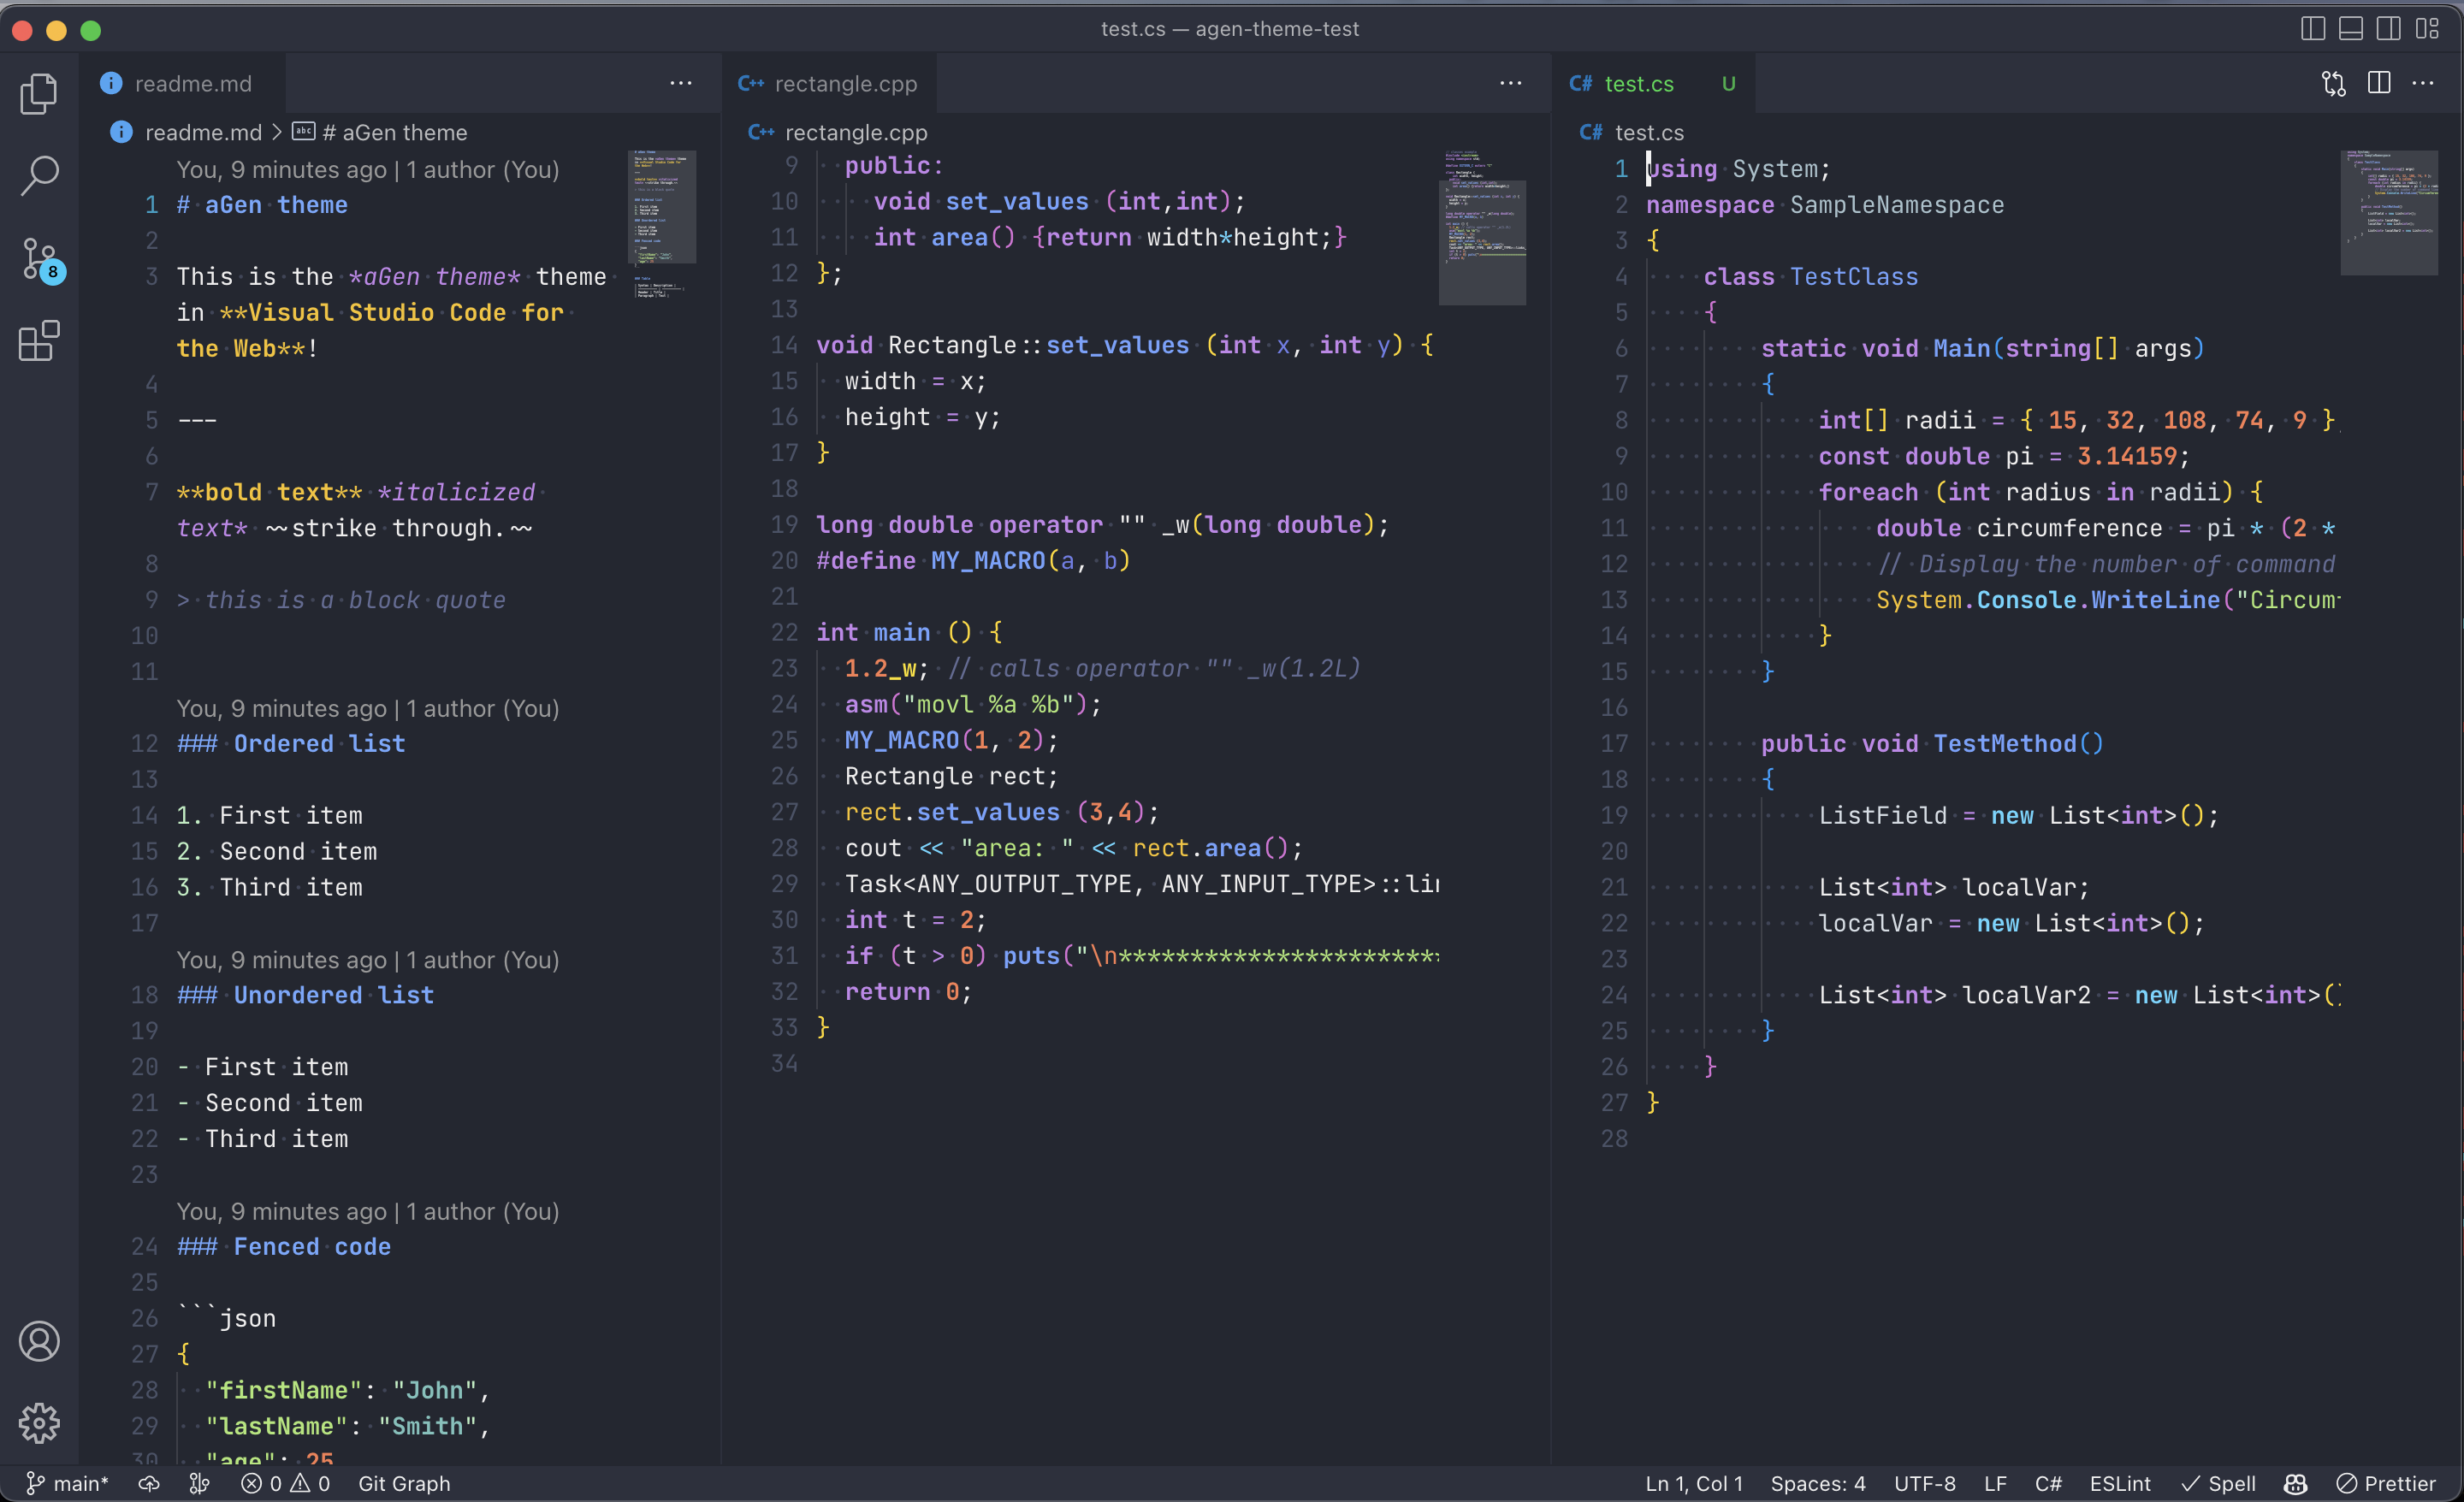 test.cs — agen-theme-test
readme.md
readme.md > # aGen theme
You, 9 minutes ago | 1 author (You)
1 # aGen theme
2
3 This is the *aGen theme* theme
in **Visual Studio Code for
the Web**!
4
5 ---
6
7 **bold text** *italicized
text* ~~strike through.~~
8
9 > this is a block quote
10
11
You, 9 minutes ago | 1 author (You)
12 ### Ordered list
13
14 1. First item
15 2. Second item
16 3. Third item
17
You, 9 minutes ago | 1 author (You)
18 ### Unordered list
19
20 - First item
21 - Second item
22 - Third item
23
You, 9 minutes ago | 1 author (You)
24 ### Fenced code
25
26 ```json
27 {
28 "firstName": "John",
29 "lastName": "Smith",
30 "age": 25
C++ rectangle.cpp
C++ rectangle.cpp
9 public:
10 void set_values (int,int);
11 int area() {return width*height;}
12 };
13
14 void Rectangle::set_values (int x, int y) {
15 width = x;
16 height = y;
17 }
18
19 long double operator "" _w(long double);
20 #define MY_MACRO(a, b)
21
22 int main () {
23 1.2_w; // calls operator "" _w(1.2L)
24 asm("movl %a %b");
25 MY_MACRO(1, 2);
26 Rectangle rect;
27 rect.set_values (3,4);
28 cout << "area: " << rect.area();
29 Task<ANY_OUTPUT_TYPE, ANY_INPUT_TYPE>::
30 int t = 2;
31 if (t > 0) puts("\n***********************
32 return 0;
33 }
34
C# test.cs U
C# test.cs
1 using System;
2 namespace SampleNamespace
3 {
4 class TestClass
5 {
6 static void Main(string[] args)
7 {
8 int[] radii = { 15, 32, 108, 74, 9 }
9 const double pi = 3.14159;
10 foreach (int radius in radii) {
11 double circumference = pi * (2 *
12 // Display the number of command
13 System.Console.WriteLine("Circum
14 }
15 }
16
17 public void TestMethod()
18 {
19 ListField = new List<int>();
20
21 List<int> localVar;
22 localVar = new List<int>();
23
24 List<int> localVar2 = new List<int>()
25 }
26 }
27 }
28
8
main* 0 0 Git Graph
Ln 1, Col 1 Spaces: 4 UTF-8 LF C# ESLint Spell Prettier